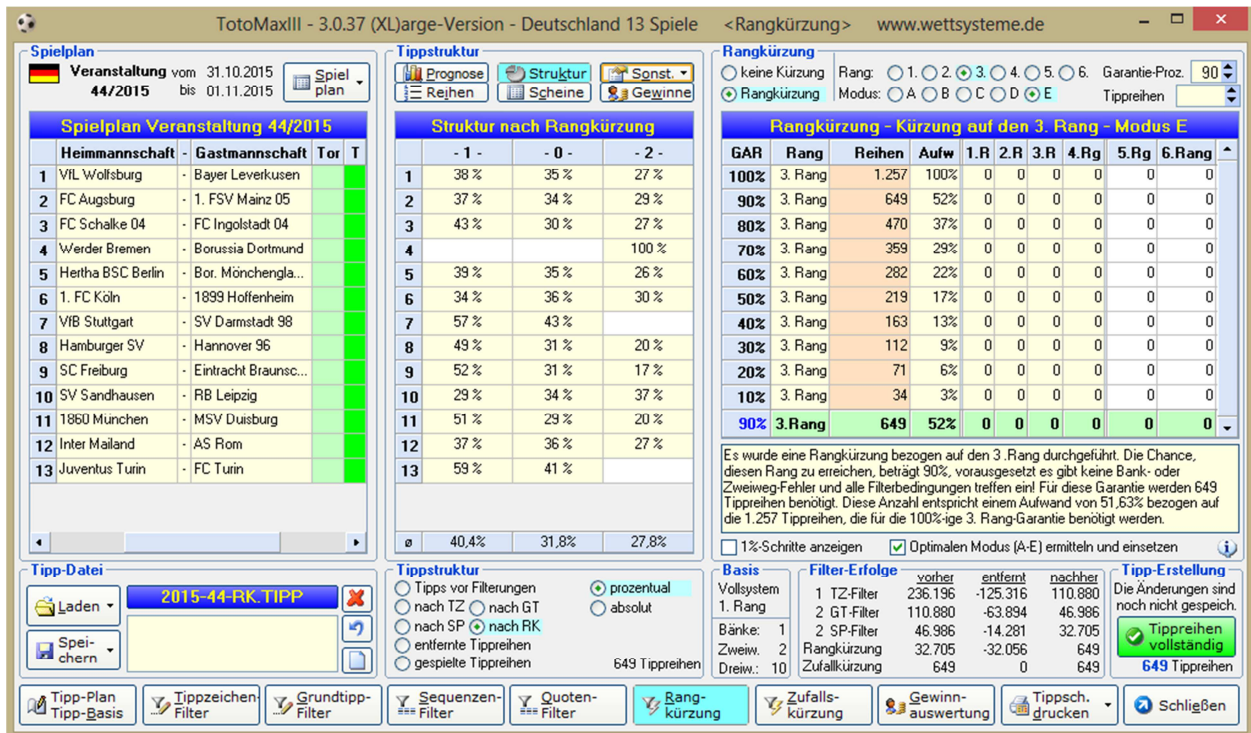 TotoMaxIII - 3.0.37 (XL)arge-Version - Deutschland 13 Spiele <Rangkürzung> www.wettsysteme.de
Spielplan
Veranstaltung vom 31.10.2015
44/2015 bis 01.11.2015
Spiel plan
Spielplan Veranstaltung 44/2015
Heimmannschaft - Gastmannschaft Tor T
1 VfL Wolfsburg - Bayer Leverkusen
2 FC Augsburg - 1. FSV Mainz 05
3 FC Schalke 04 - FC Ingolstadt 04
4 Werder Bremen - Borussia Dortmund
5 Hertha BSC Berlin - Bor. Mönchengla...
6 1. FC Köln - 1899 Hoffenheim
7 VfB Stuttgart - SV Darmstadt 98
8 Hamburger SV - Hannover 96
9 SC Freiburg - Eintracht Braunsc...
10 SV Sandhausen - RB Leipzig
11 1860 München - MSV Duisburg
12 Inter Mailand - AS Rom
13 Juventus Turin - FC Turin
Tippstruktur
Prognose Struktur Sonst.
Reihen Scheine Gewinne
Struktur nach Rangkürzung
- 1 - - 0 - - 2 -
1 38 % 35 % 27 %
2 37 % 34 % 29 %
3 43 % 30 % 27 %
4 100 %
5 39 % 35 % 26 %
6 34 % 36 % 30 %
7 57 % 43 %
8 49 % 31 % 20 %
9 52 % 31 % 17 %
10 29 % 34 % 37 %
11 51 % 29 % 20 %
12 37 % 36 % 27 %
13 59 % 41 %
ø 40,4% 31,8% 27,8%
Rangkürzung
keine Kürzung Rang: 1. 2. 3. 4. 5. 6. Garantie-Proz. 90
Rangkürzung Modus: A B C D E Tippreihen
Rangkürzung - Kürzung auf den 3. Rang - Modus E
GAR Rang Reihen Aufw 1.R 2.R 3.R 4.Rg 5.Rg 6.Rang
100% 3. Rang 1.257 100% 0 0 0 0 0 0
90% 3. Rang 649 52% 0 0 0 0 0 0
80% 3. Rang 470 37% 0 0 0 0 0 0
70% 3. Rang 359 29% 0 0 0 0 0 0
60% 3. Rang 282 22% 0 0 0 0 0 0
50% 3. Rang 219 17% 0 0 0 0 0 0
40% 3. Rang 163 13% 0 0 0 0 0 0
30% 3. Rang 112 9% 0 0 0 0 0 0
20% 3. Rang 71 6% 0 0 0 0 0 0
10% 3. Rang 34 3% 0 0 0 0 0 0
90% 3.Rang 649 52% 0 0 0 0 0 0
Es wurde eine Rangkürzung bezogen auf den 3 .Rang durchgeführt. Die Chance,
diesen Rang zu erreichen, beträgt 90%, vorausgesetzt es gibt keine Bank- oder
Zweiweg-Fehler und alle Filterbedingungen treffen ein! Für diese Garantie werden 649
Tippreihen benötigt. Diese Anzahl entspricht einem Aufwand von 51,63% bezogen auf
die 1.257 Tippreihen, die für die 100%-ige 3. Rang-Garantie benötigt werden.
1%-Schritte anzeigen Optimalen Modus (A-E) ermitteln und einsetzen
Tipp-Datei
Laden
Spei-
chern
2015-44-RK.TIPP
Tippstruktur
Tipps vor Filterungen prozentual
nach TZ nach GT absolut
nach SP nach RK
entfernte Tippreihen
gespielte Tippreihen 649 Tippreihen
Basis
Vollsystem
1. Rang
Bänke: 1
Zweiw. 2
Dreiw.: 10
Filter-Erfolge vorher entfernt nachher
1 TZ-Filter 236.196 -125.316 110.880
2 GT-Filter 110.880 -63.894 46.986
2 SP-Filter 46.986 -14.281 32.705
Rangkürzung 32.705 -32.056 649
Zufallkürzung 649 0 649
Tipp-Erstellung
Die Änderungen sind
noch nicht gespeich.
Tippreihen
vollständig
649 Tippreihen
Tipp-Plan
Tipp-Basis
Tippzeichen-
Filter
Grundtipp-
Filter
Sequenzen-
Filter
Quoten-
Filter
Rang-
kürzung
Zufalls-
kürzung
Gewinn-
auswertung
Tippsch.
drucken
Schließen